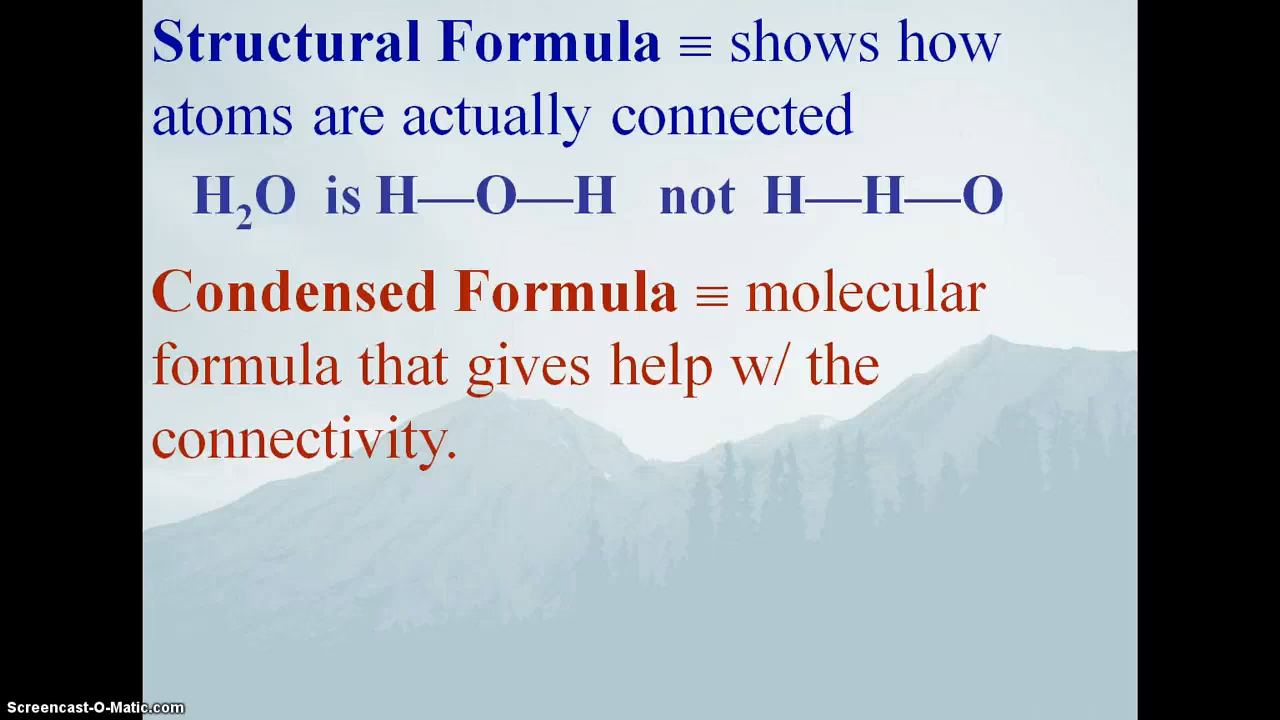 Structural Formula ≡ shows how
atoms are actually connected
H₂O is H—O—H not H—H—O
Condensed Formula ≡ molecular
formula that gives help w/ the
connectivity.
Screencast-O-Matic.com